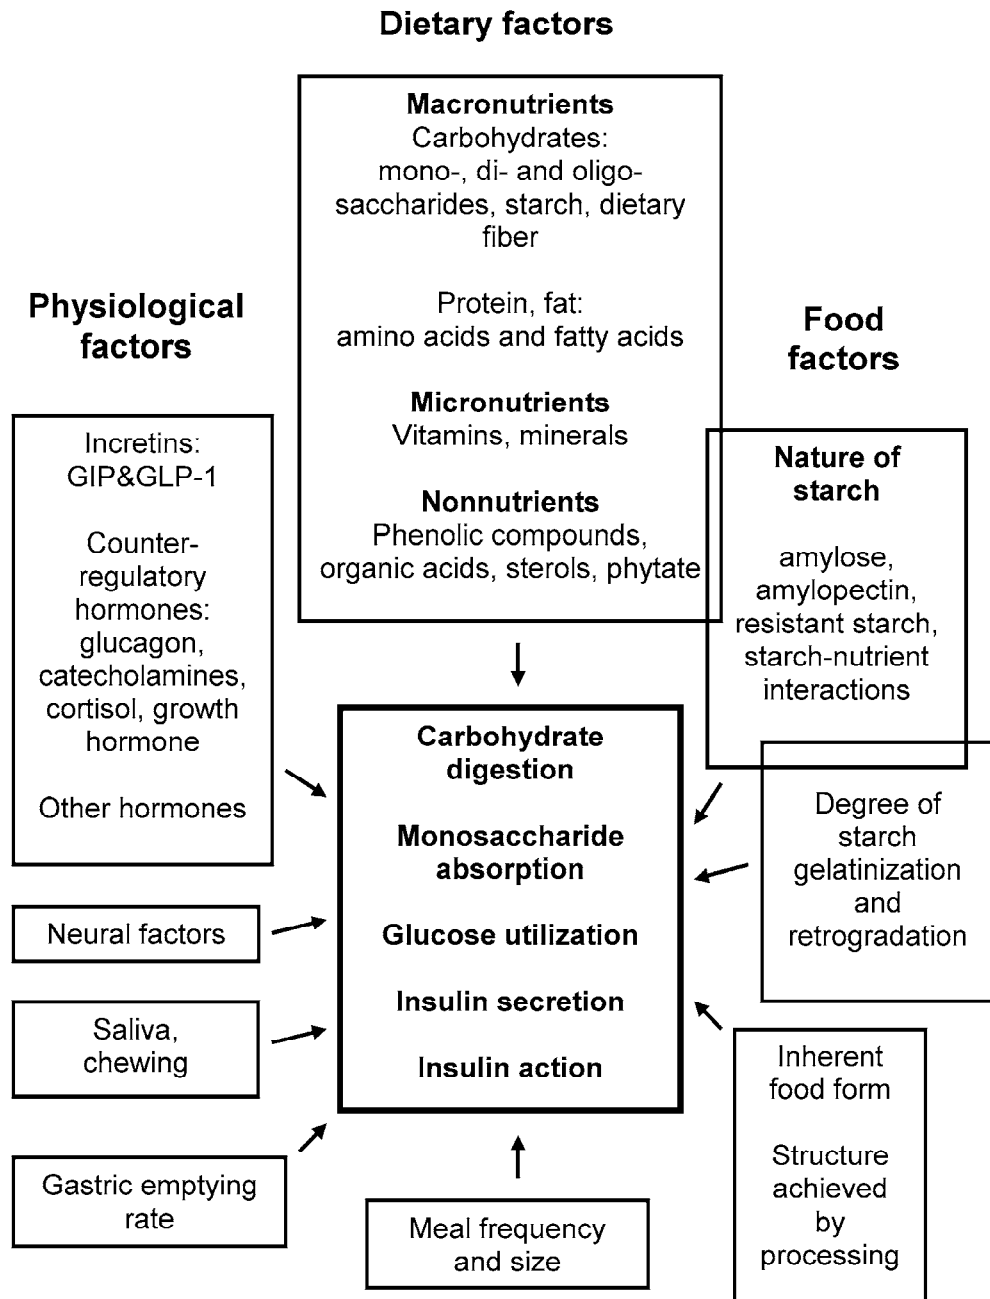 Dietary factors
Macronutrients
Carbohydrates:
mono-, di- and oligo-
saccharides, starch, dietary
fiber
Protein, fat:
amino acids and fatty acids
Micronutrients
Vitamins, minerals
Nonnutrients
Phenolic compounds,
organic acids, sterols, phytate
Physiological
factors
Incretins:
GIP&GLP-1
Counter-
regulatory
hormones:
glucagon,
catecholamines,
cortisol, growth
hormone
Other hormones
Neural factors
Saliva,
chewing
Gastric emptying
rate
Food
factors
Nature of
starch
amylose,
amylopectin,
resistant starch,
starch-nutrient
interactions
Degree of
starch
gelatinization
and
retrogradation
Inherent
food form
Structure
achieved
by
processing
Carbohydrate
digestion
Monosaccharide
absorption
Glucose utilization
Insulin secretion
Insulin action
Meal frequency
and size